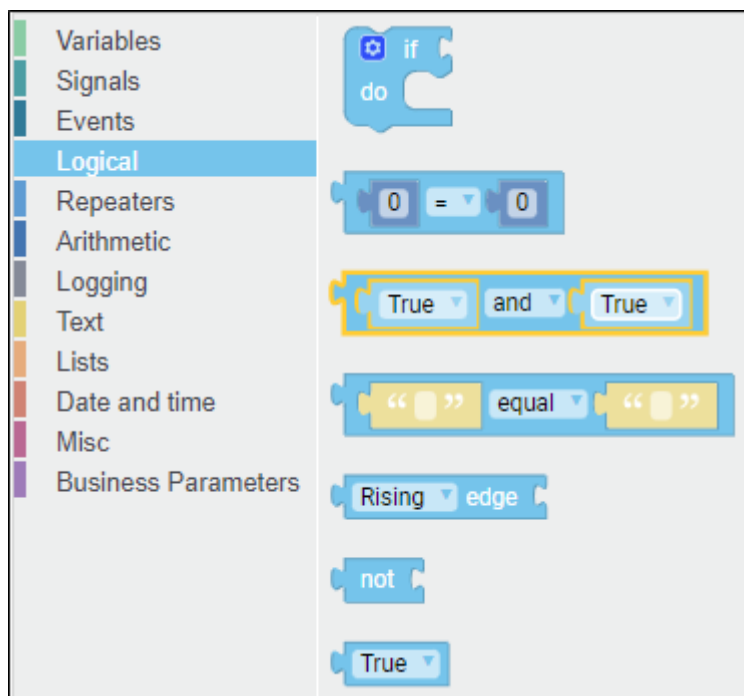 Variables
Signals
Events
Logical
Repeaters
Arithmetic
Logging
Text
Lists
Date and time
Misc
Business Parameters
if
do
0 = 0
True and True
“ ” equal “ ”
Rising edge
not
True